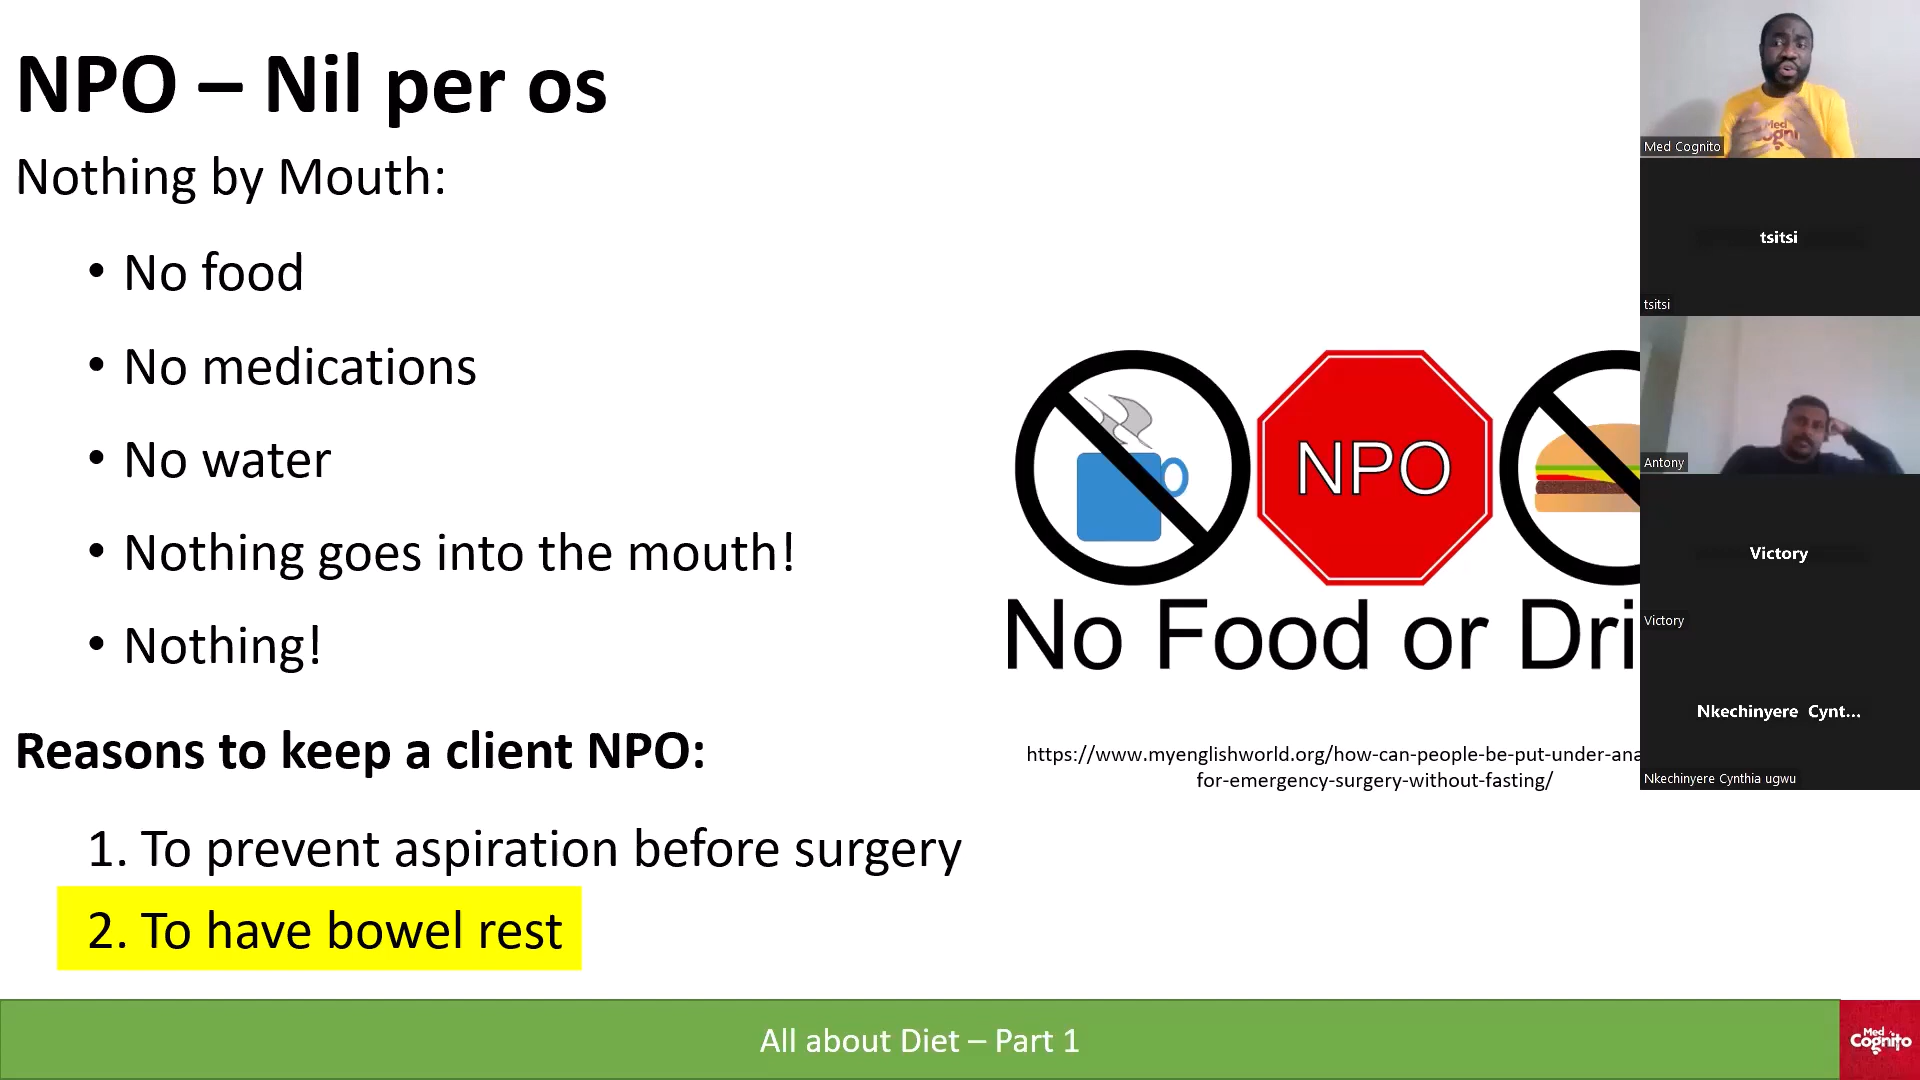 NPO – Nil per os
Nothing by Mouth:
• No food
• No medications
• No water
• Nothing goes into the mouth!
• Nothing!
Reasons to keep a client NPO:
1. To prevent aspiration before surgery
2. To have bowel rest
NPO
No Food or Dri
https://www.myenglishworld.org/how-can-people-be-put-under-ana
for-emergency-surgery-without-fasting/
All about Diet – Part 1
Med
Cognito
Med
Cogni
Med Cognito
tsitsi
tsitsi
Antony
Victory
Victory
Nkechinyere Cynt...
Nkechinyere Cynthia ugwu